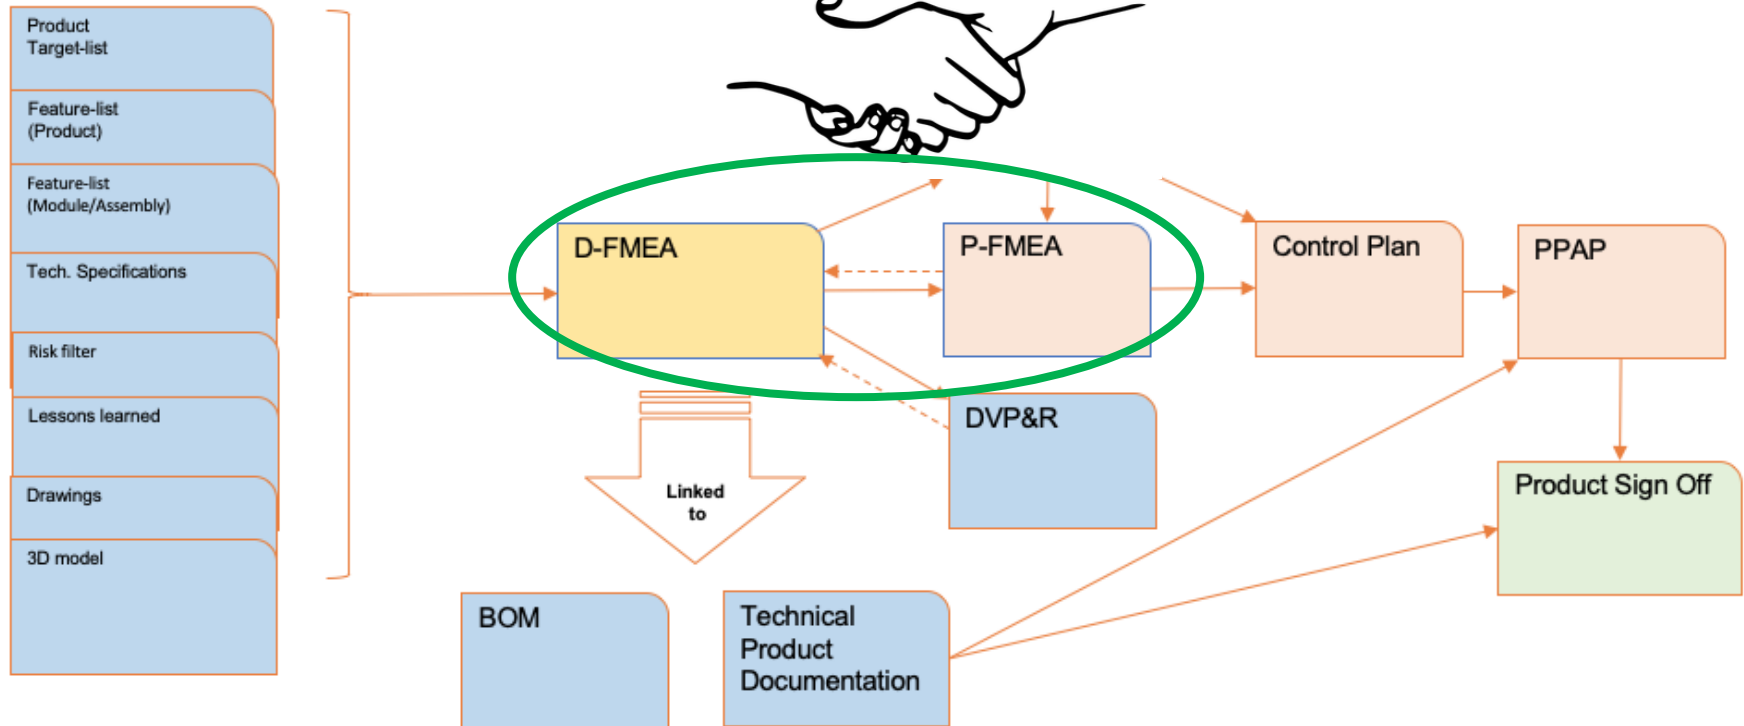 Product
Target-list
Feature-list
(Product)
Feature-list
(Module/Assembly)
Tech. Specifications
Risk filter
Lessons learned
Drawings
3D model
D-FMEA
P-FMEA
Control Plan
PPAP
DVP&R
Linked
to
Product Sign Off
BOM
Technical
Product
Documentation